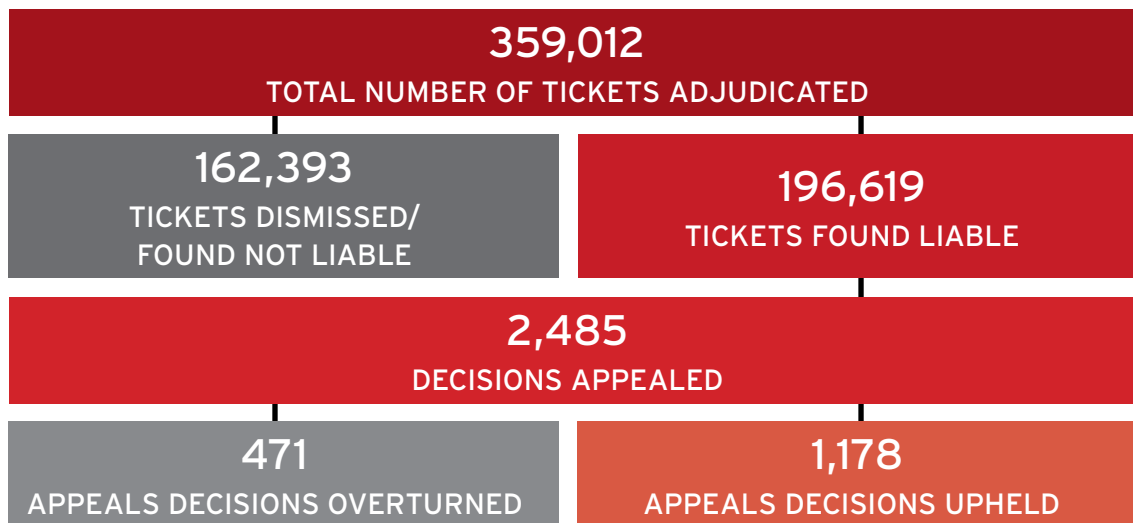 359,012
TOTAL NUMBER OF TICKETS ADJUDICATED
162,393
TICKETS DISMISSED/
FOUND NOT LIABLE
196,619
TICKETS FOUND LIABLE
2,485
DECISIONS APPEALED
471
APPEALS DECISIONS OVERTURNED
1,178
APPEALS DECISIONS UPHELD